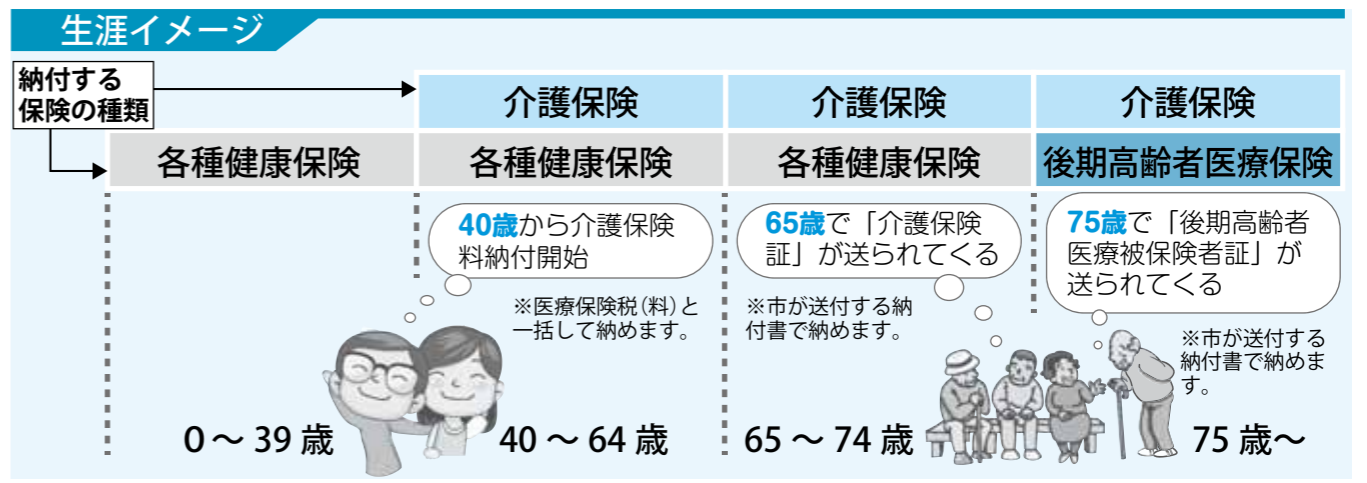 生涯イメージ
納付する
保険の種類
介護保険
介護保険
介護保険
各種健康保険
各種健康保険
各種健康保険
後期高齢者医療保険
40歳から介護保険
料納付開始
65歳で「介護保険
証」が送られてくる
75歳で「後期高齢者
医療被保険者証」が
送られてくる
※医療保険税(料)と
一括して納めます。
※市が送付する納
付書で納めます。
※市が送付する
納付書で納めま
す。
0～39歳
40～64歳
65～74歳
75歳～